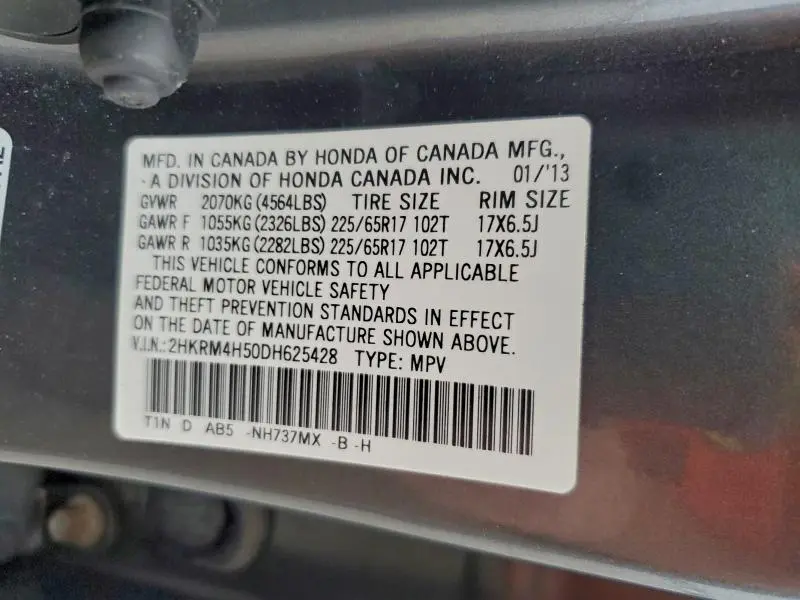 MFD. IN CANADA BY HONDA OF CANADA MFG.,
A DIVISION OF HONDA CANADA INC. 01/'13
GVWR 2070KG (4564LBS) TIRE SIZE RIM SIZE
GAWR F 1055KG (2326LBS) 225/65R17 102T 17X6.5J
GAWR R 1035KG (2282LBS) 225/65R17 102T 17X6.5J
THIS VEHICLE CONFORMS TO ALL APPLICABLE
FEDERAL MOTOR VEHICLE SAFETY
AND THEFT PREVENTION STANDARDS IN EFFECT
ON THE DATE OF MANUFACTURE SHOWN ABOVE.
V.I.N.: 2HKRM4H50DH625428 TYPE: MPV
T1N D AB5 -NH737MX -B -H